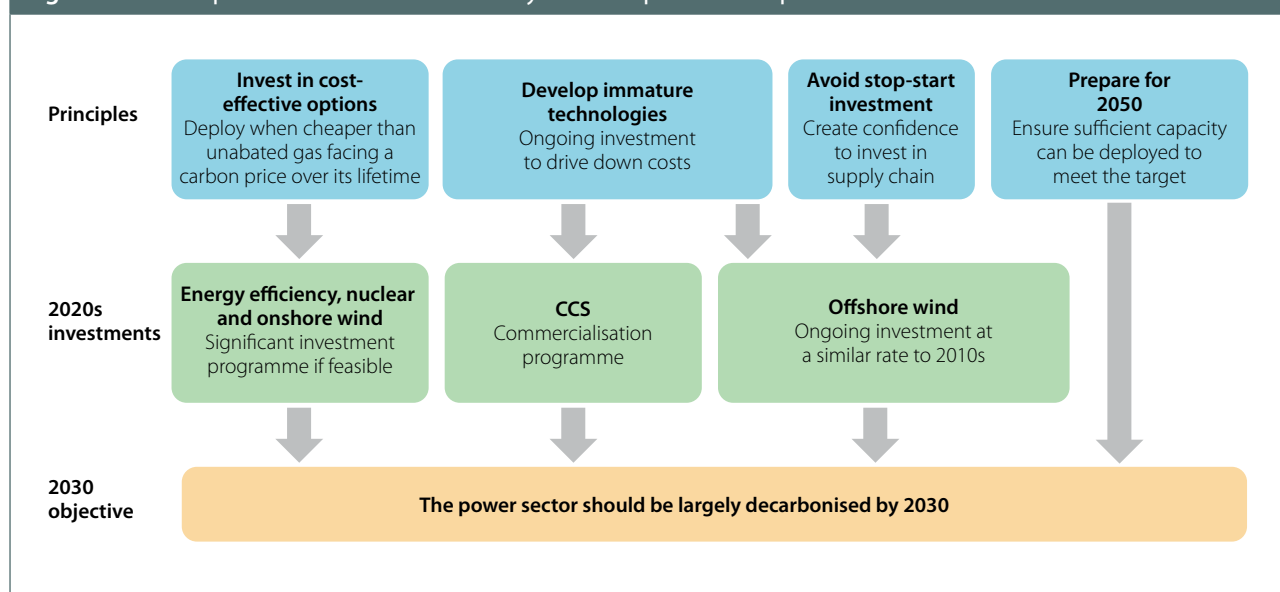 Principles
Invest in cost-
effective options
Deploy when cheaper than
unabated gas facing a
carbon price over its lifetime
Develop immature
technologies
Ongoing investment
to drive down costs
Avoid stop-start
investment
Create confidence
to invest in
supply chain
Prepare for
2050
Ensure sufficient capacity
can be deployed to
meet the target
2020s
investments
Energy efficiency, nuclear
and onshore wind
Significant investment
programme if feasible
CCS
Commercialisation
programme
Offshore wind
Ongoing investment at
a similar rate to 2010s
2030
objective
The power sector should be largely decarbonised by 2030